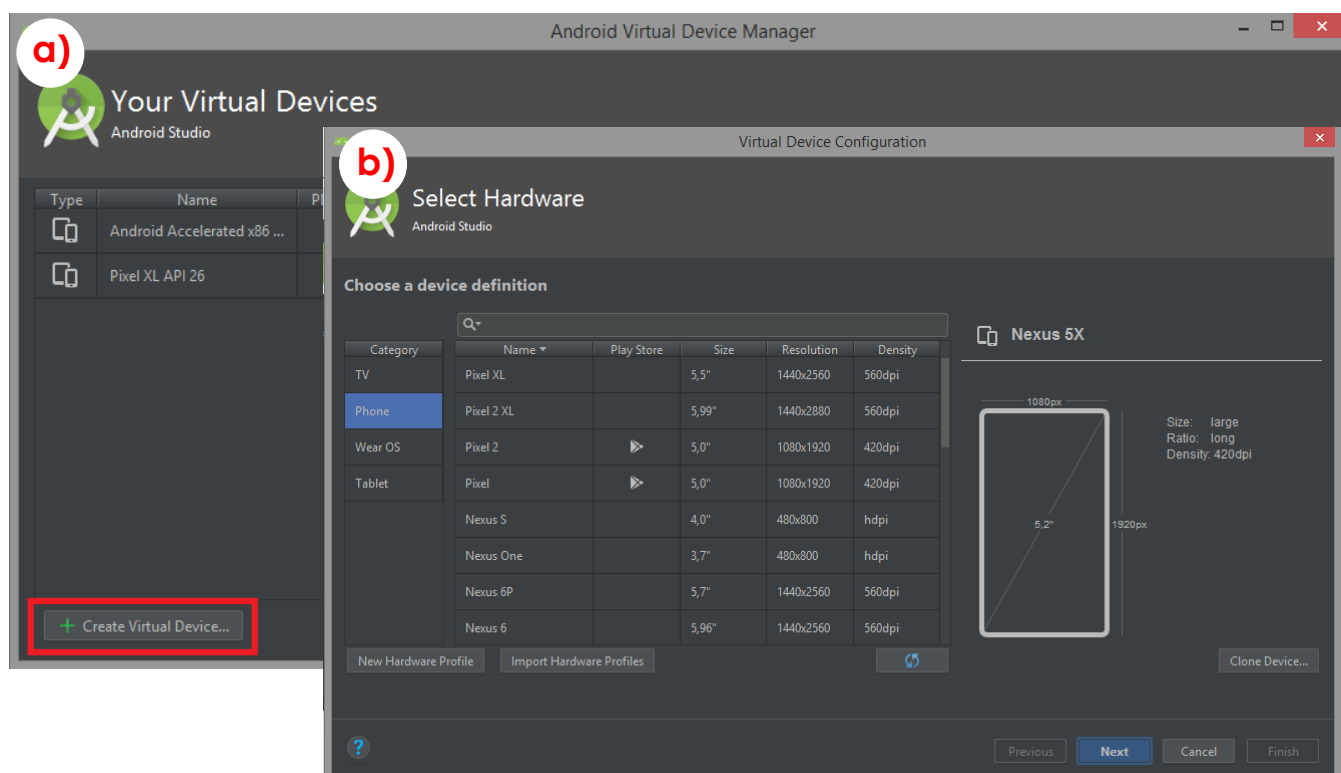 a)
Android Virtual Device Manager
Your Virtual Devices
Android Studio
Type Name
Android Accelerated x86 ...
Pixel XL API 26
Create Virtual Device...
b)
Virtual Device Configuration
Select Hardware
Android Studio
Choose a device definition
Category Name Play Store Size Resolution Density
TV Pixel XL 5,5" 1440x2560 560dpi
Phone Pixel 2 XL 5,99" 1440x2880 560dpi
Wear OS Pixel 2 5,0" 1080x1920 420dpi
Tablet Pixel 5,0" 1080x1920 420dpi
Nexus S 4,0" 480x800 hdpi
Nexus One 3,7" 480x800 hdpi
Nexus 6P 5,7" 1440x2560 560dpi
Nexus 6 5,96" 1440x2560 560dpi
New Hardware Profile Import Hardware Profiles
Nexus 5X
1080px
Size: large
Ratio: long
Density: 420dpi
5,2" 1920px
Clone Device...
? Previous Next Cancel Finish